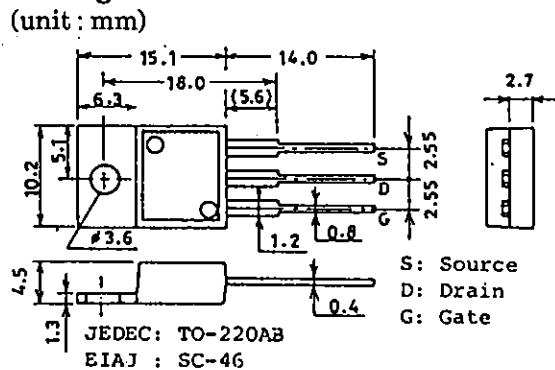 (unit : mm)
15.1
14.0
18.0
2.7
6.3
(5.6)
10.2
5.1
S
D
G
2.55
2.55
ø3.6
1.2
0.8
4.5
1.3
0.4
S: Source
D: Drain
G: Gate
JEDEC: TO-220AB
EIAJ : SC-46